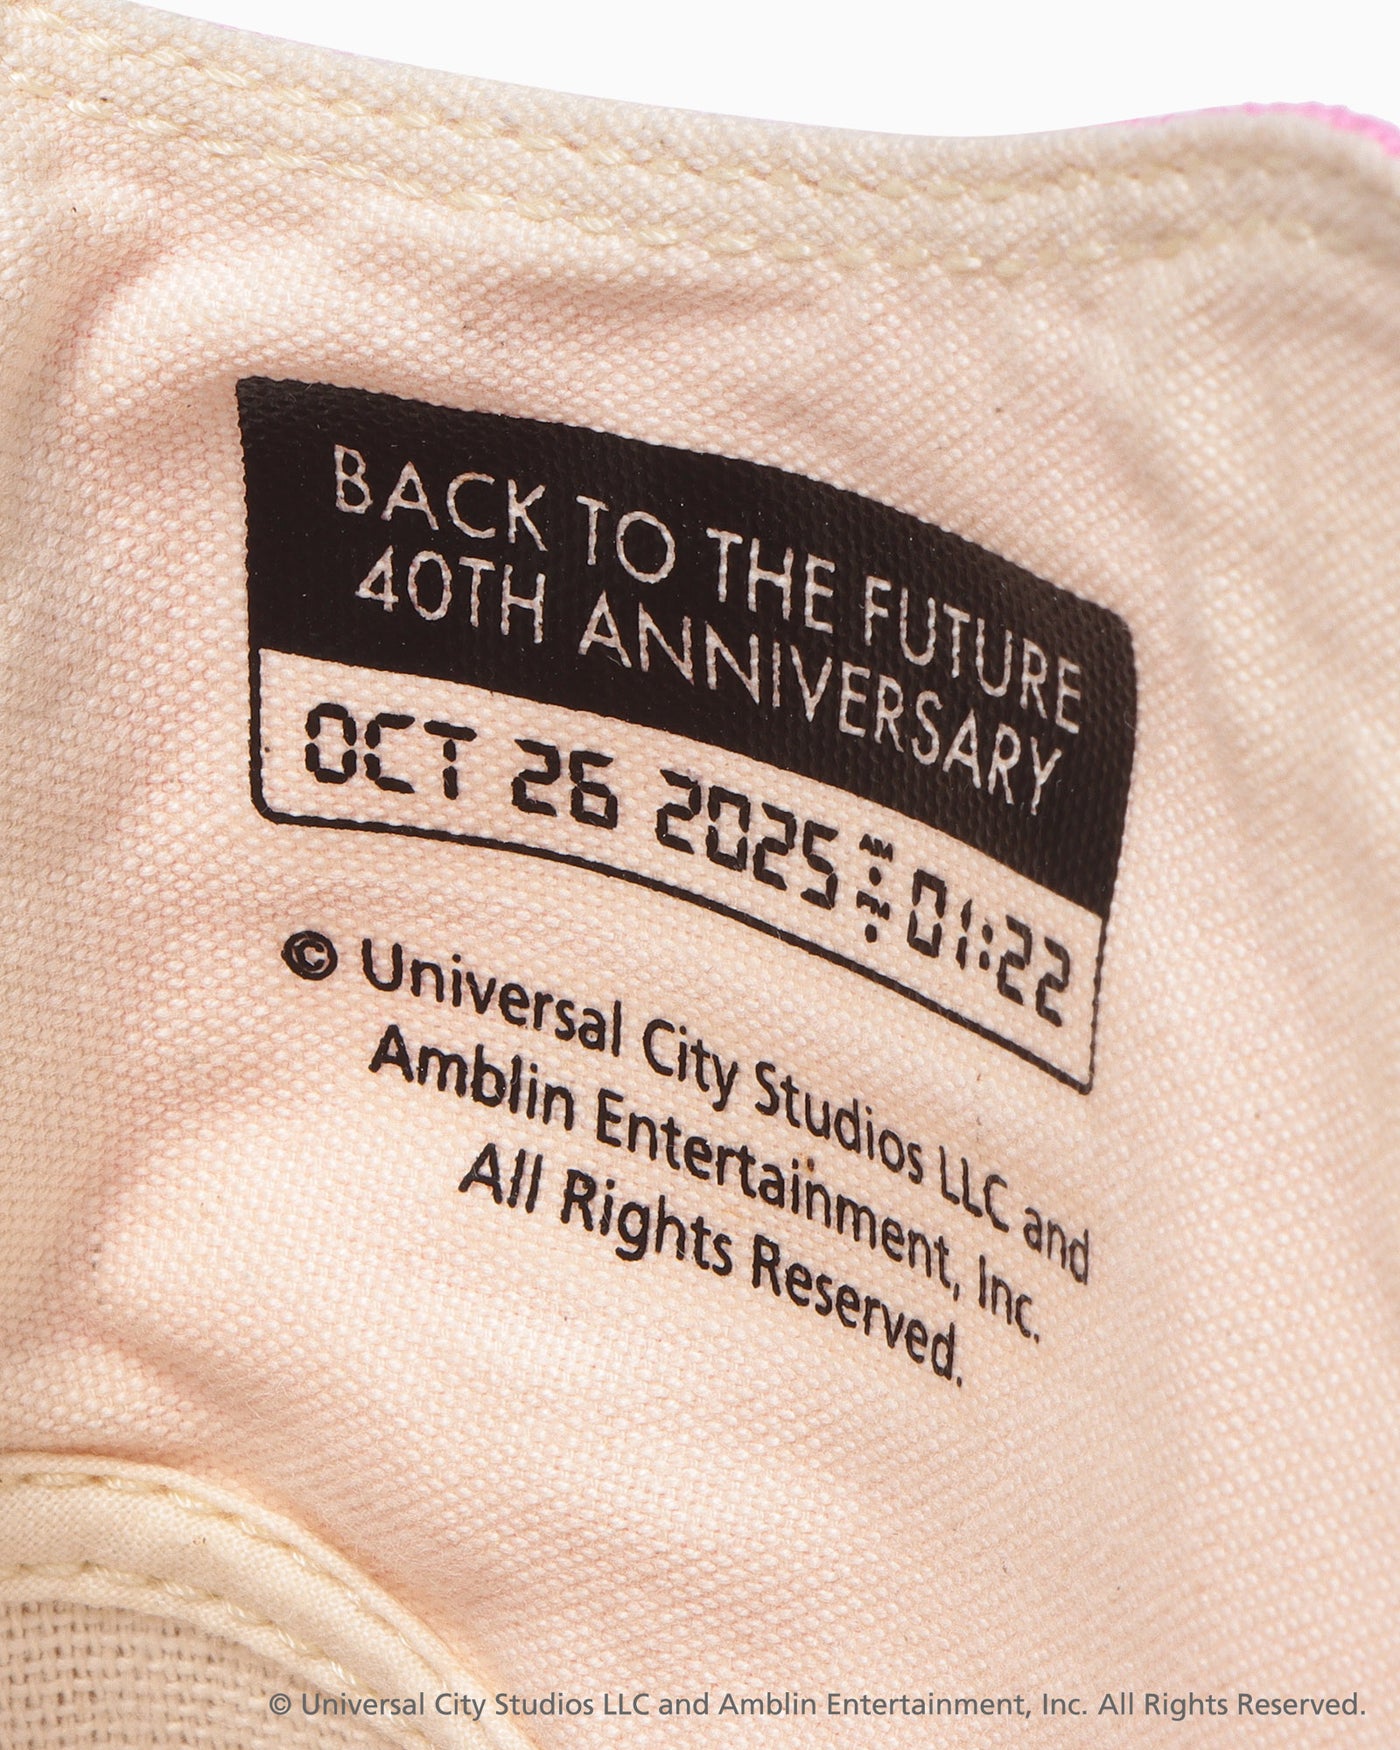 BACK TO THE FUTURE
40TH ANNIVERSARY
OCT 26 2025 AM PM 01:22
© Universal City Studios LLC and
Amblin Entertainment, Inc.
All Rights Reserved.
© Universal City Studios LLC and Amblin Entertainment, Inc. All Rights Reserved.